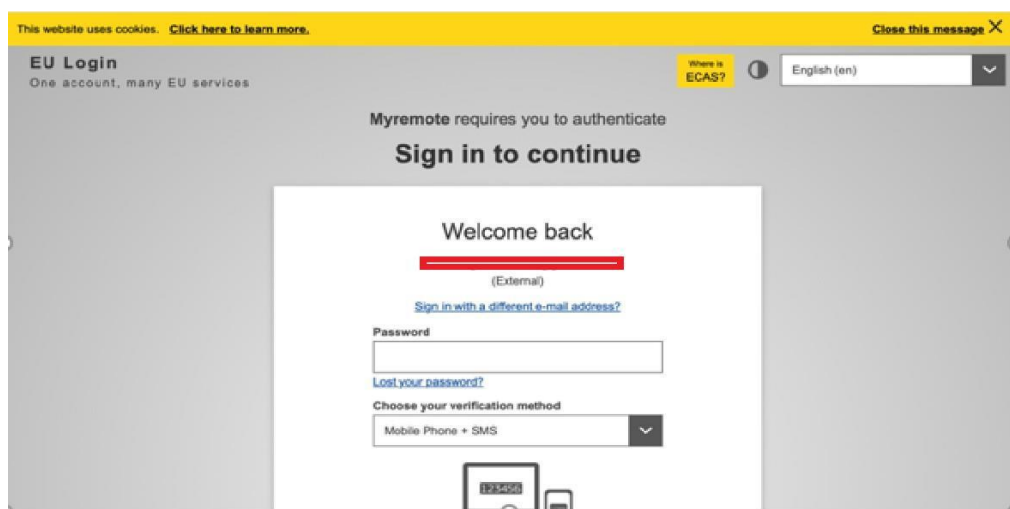 This website uses cookies. Click here to learn more. Close this message
EU Login
One account, many EU services
Where is
ECAS?
English (en)
Myremote requires you to authenticate
Sign in to continue
Welcome back
(External)
Sign in with a different e-mail address?
Password
Lost your password?
Choose your verification method
Mobile Phone + SMS
123456